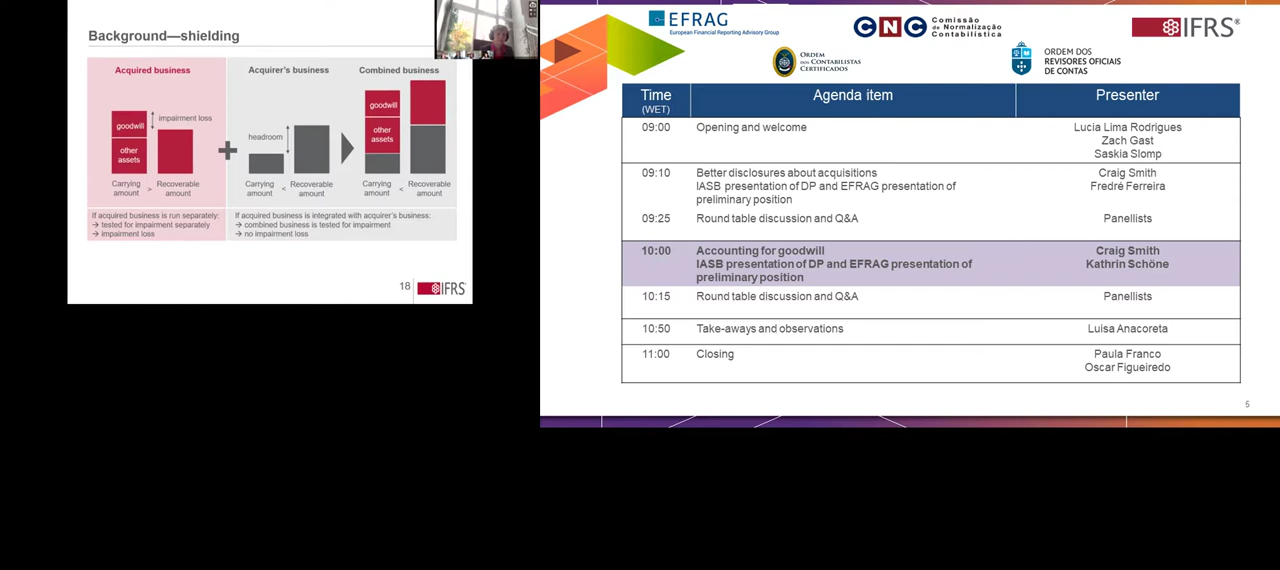 Background—shielding
Acquired business
Acquirer's business
Combined business
goodwill
impairment loss
other
assets
headroom
goodwill
other
assets
Carrying
amount
>
Recoverable
amount
Carrying
amount
<
Recoverable
amount
Carrying
amount
<
Recoverable
amount
If acquired business is run separately:
→ tested for impairment separately
→ impairment loss
If acquired business is integrated with acquirer's business:
→ combined business is tested for impairment
→ no impairment loss
18
IFRS®
EFRAG
European Financial Reporting Advisory Group
CNC
Comissão
de Normalização
Contabilística
IFRS®
ORDEM
DOS CONTABILISTAS
CERTIFICADOS
ORDEM DOS
REVISORES OFICIAIS
DE CONTAS
Time
(WET)
Agenda item
Presenter
09:00
Opening and welcome
Lucia Lima Rodrigues
Zach Gast
Saskia Slomp
09:10
Better disclosures about acquisitions
IASB presentation of DP and EFRAG presentation of
preliminary position
Craig Smith
Fredré Ferreira
09:25
Round table discussion and Q&A
Panellists
10:00
Accounting for goodwill
IASB presentation of DP and EFRAG presentation of
preliminary position
Craig Smith
Kathrin Schöne
10:15
Round table discussion and Q&A
Panellists
10:50
Take-aways and observations
Luisa Anacoreta
11:00
Closing
Paula Franco
Oscar Figueiredo
5